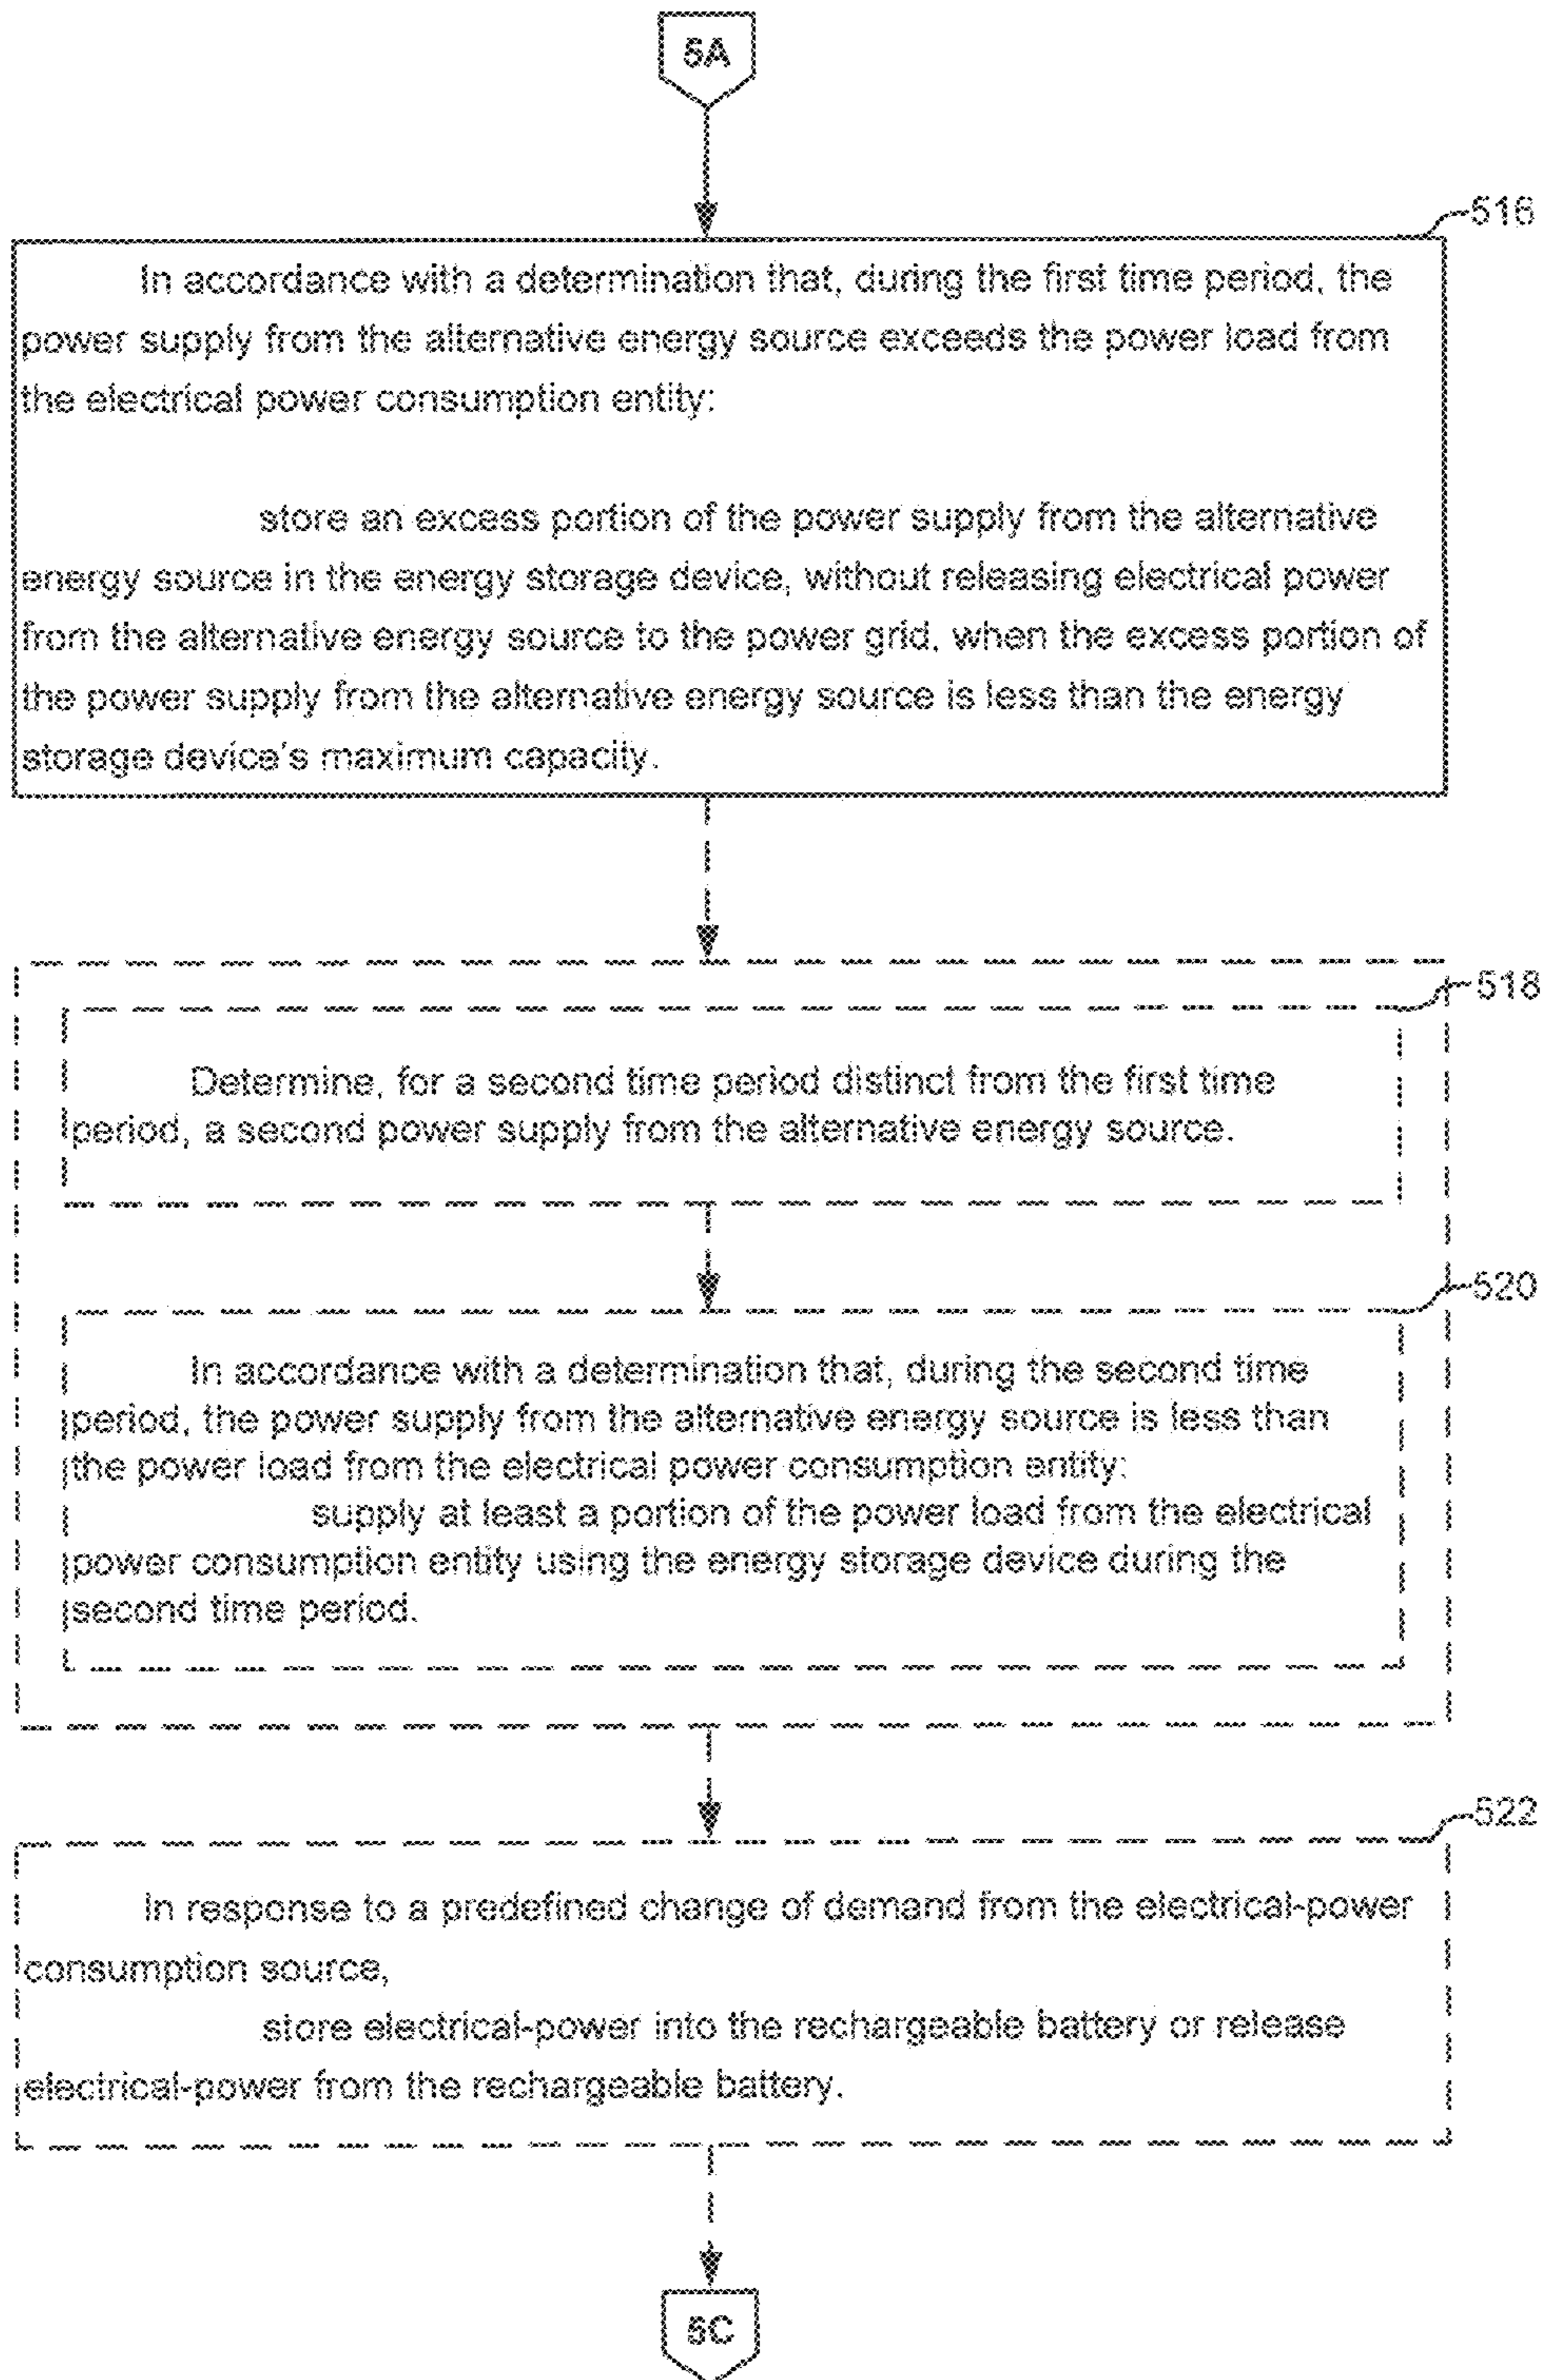 5A
516
In accordance with a determination that, during the first time period, the
power supply from the alternative energy source exceeds the power load from
the electrical power consumption entity:
store an excess portion of the power supply from the alternative
energy source in the energy storage device, without releasing electrical power
from the alternative energy source to the power grid, when the excess portion of
the power supply from the alternative energy source is less than the energy
storage device's maximum capacity.
518
Determine, for a second time period distinct from the first time
period, a second power supply from the alternative energy source.
520
In accordance with a determination that, during the second time
period, the power supply from the alternative energy source is less than
the power load from the electrical power consumption entity:
supply at least a portion of the power load from the electrical
power consumption entity using the energy storage device during the
second time period.
522
In response to a predefined change of demand from the electrical-power
consumption source,
store electrical-power into the rechargeable battery or release
electrical-power from the rechargeable battery.
5C